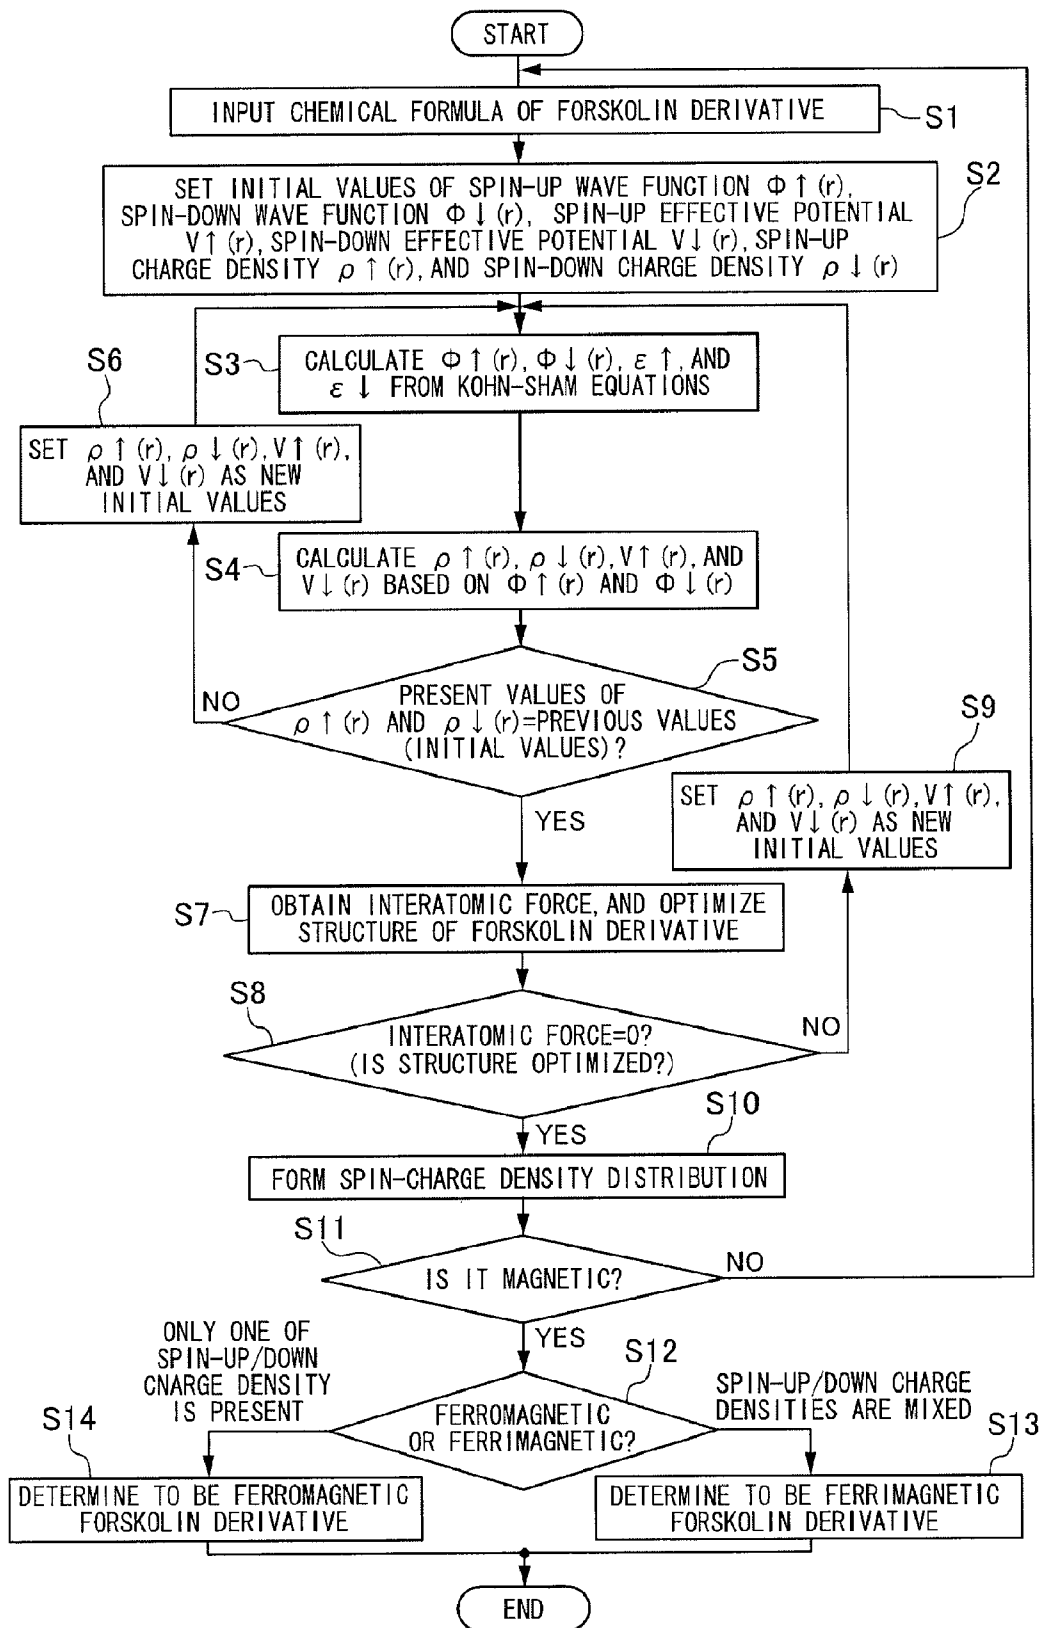 START
INPUT CHEMICAL FORMULA OF FORSKOLIN DERIVATIVE
S1
SET INITIAL VALUES OF SPIN-UP WAVE FUNCTION Φ↑(r),
SPIN-DOWN WAVE FUNCTION Φ↓(r), SPIN-UP EFFECTIVE POTENTIAL
V↑(r), SPIN-DOWN EFFECTIVE POTENTIAL V↓(r), SPIN-UP
CHARGE DENSITY ρ↑(r), AND SPIN-DOWN CHARGE DENSITY ρ↓(r)
S2
S3
CALCULATE Φ↑(r), Φ↓(r), ε↑, AND
ε↓ FROM KOHN-SHAM EQUATIONS
S6
SET ρ↑(r), ρ↓(r), V↑(r),
AND V↓(r) AS NEW
INITIAL VALUES
S4
CALCULATE ρ↑(r), ρ↓(r), V↑(r), AND
V↓(r) BASED ON Φ↑(r) AND Φ↓(r)
S5
NO
PRESENT VALUES OF
ρ↑(r) AND ρ↓(r)=PREVIOUS VALUES
(INITIAL VALUES)?
YES
S9
SET ρ↑(r), ρ↓(r), V↑(r),
AND V↓(r) AS NEW
INITIAL VALUES
S7
OBTAIN INTERATOMIC FORCE, AND OPTIMIZE
STRUCTURE OF FORSKOLIN DERIVATIVE
S8
INTERATOMIC FORCE=0?
(IS STRUCTURE OPTIMIZED?)
NO
YES
S10
FORM SPIN-CHARGE DENSITY DISTRIBUTION
S11
IS IT MAGNETIC?
NO
YES
ONLY ONE OF
SPIN-UP/DOWN
CNARGE DENSITY
IS PRESENT
S12
FERROMAGNETIC
OR FERRIMAGNETIC?
SPIN-UP/DOWN CHARGE
DENSITIES ARE MIXED
S14
DETERMINE TO BE FERROMAGNETIC
FORSKOLIN DERIVATIVE
S13
DETERMINE TO BE FERRIMAGNETIC
FORSKOLIN DERIVATIVE
END